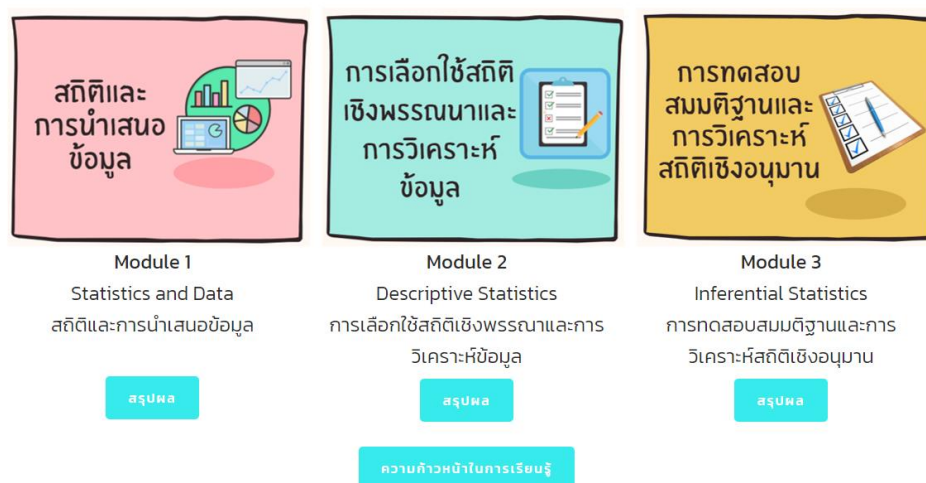 สถิติและ
การนำเสนอ
ข้อมูล
การเลือกใช้สถิติ
เชิงพรรณนาและ
การวิเคราะห์
ข้อมูล
การทดสอบ
สมมติฐานและ
การวิเคราะห์
สถิติเชิงอนุมาน
Module 1
Statistics and Data
สถิติและการนำเสนอข้อมูล
สรุปผล
Module 2
Descriptive Statistics
การเลือกใช้สถิติเชิงพรรณาและการ
วิเคราะห์ข้อมูล
สรุปผล
Module 3
Inferential Statistics
การทดสอบสมมติฐานและการ
วิเคราะห์สถิติเชิงอนุมาน
สรุปผล
ความก้าวหน้าในการเรียนรู้